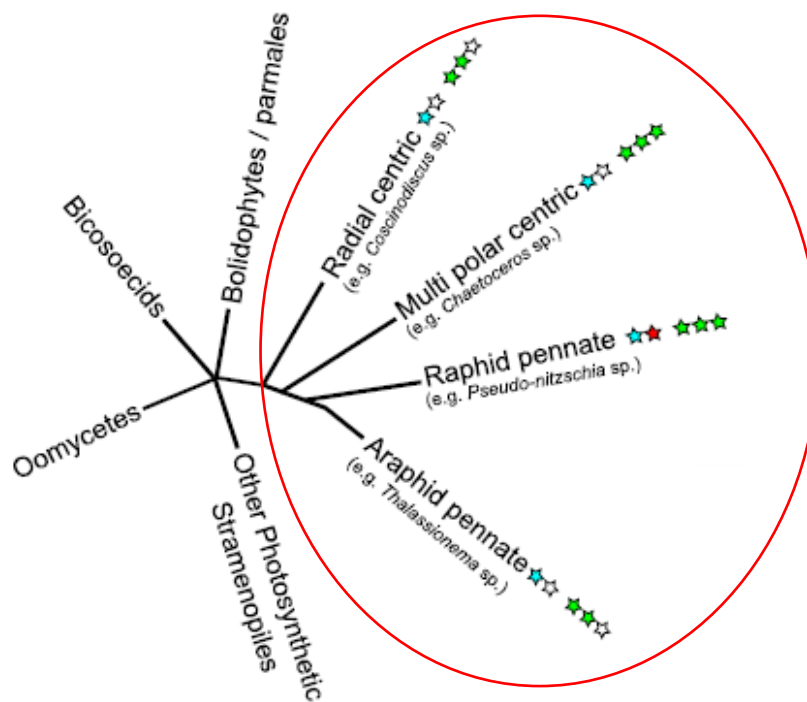 Bicosoecids
Bolidophytes / parmales
Radial centric
(e.g. Coscinodiscus sp.)
Multi polar centric
(e.g. Chaetoceros sp.)
Raphid pennate
(e.g. Pseudo-nitzschia sp.)
Araphid pennate
(e.g. Thalassionema sp.)
Oomycetes
Other Photosynthetic
Stramenopiles